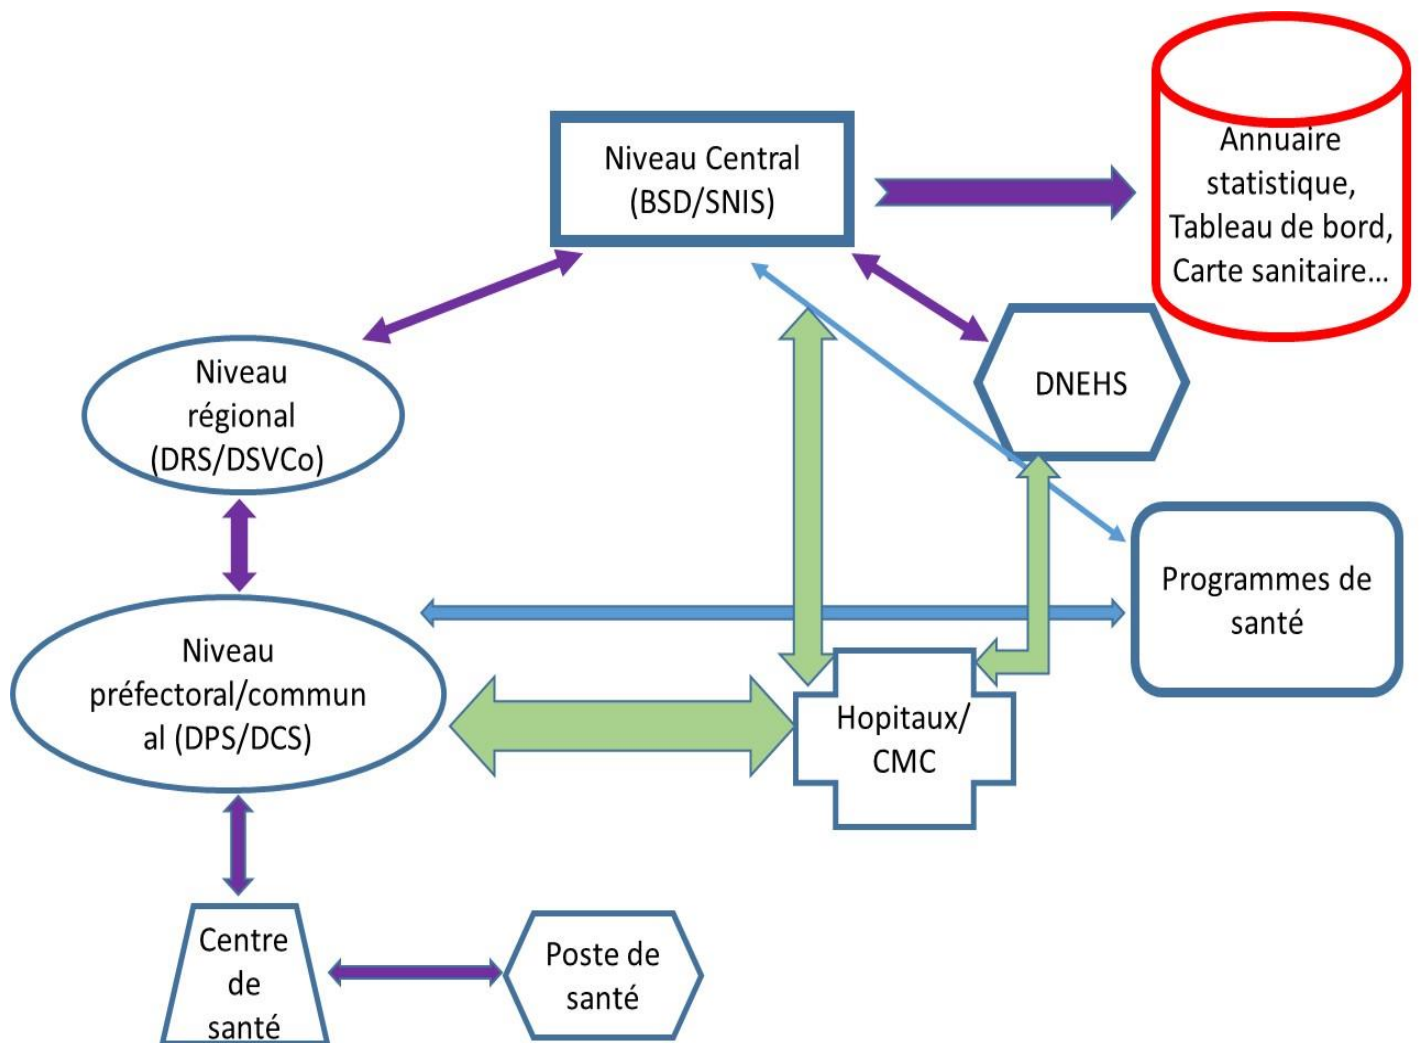 Niveau Central
(BSD/SNIS)
Annuaire
statistique,
Tableau de bord,
Carte sanitaire...
Niveau
régional
(DRS/DSVCo)
DNEHS
Programmes de
santé
Niveau
préfectoral/commun
al (DPS/DCS)
Hopitaux/
CMC
Centre
de
santé
Poste de
santé